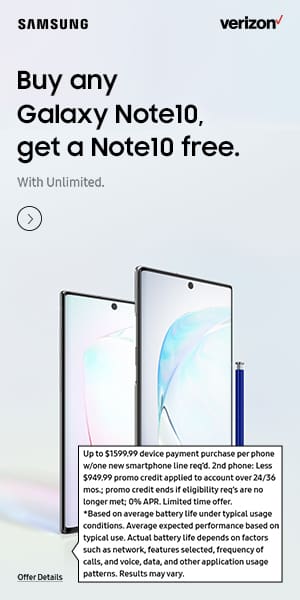 SAMSUNG
verizon✓
Buy any
Galaxy Note10,
get a Note10 free.
With Unlimited.
Up to $1599.99 device payment purchase per phone
w/one new smartphone line req'd. 2nd phone: Less
$949.99 promo credit applied to account over 24/36
mos.; promo credit ends if eligibility req's are no
longer met; 0% APR. Limited time offer.
*Based on average battery life under typical usage
conditions. Average expected performance based on
typical use. Actual battery life depends on factors
such as network, features selected, frequency of
calls, and voice, data, and other application usage
patterns. Results may vary.
Offer Details